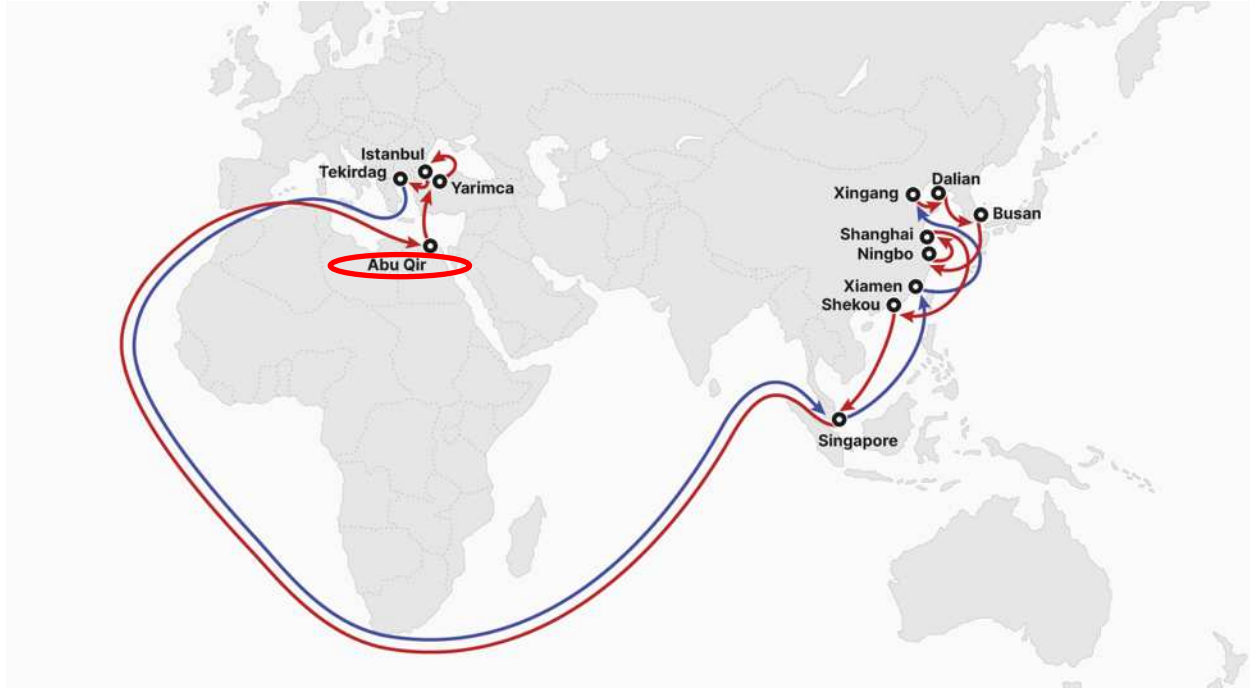 Istanbul
Tekirdag
Yarimca
Abu Qir
Xingang
Dalian
Busan
Shanghai
Ningbo
Xiamen
Shekou
Singapore